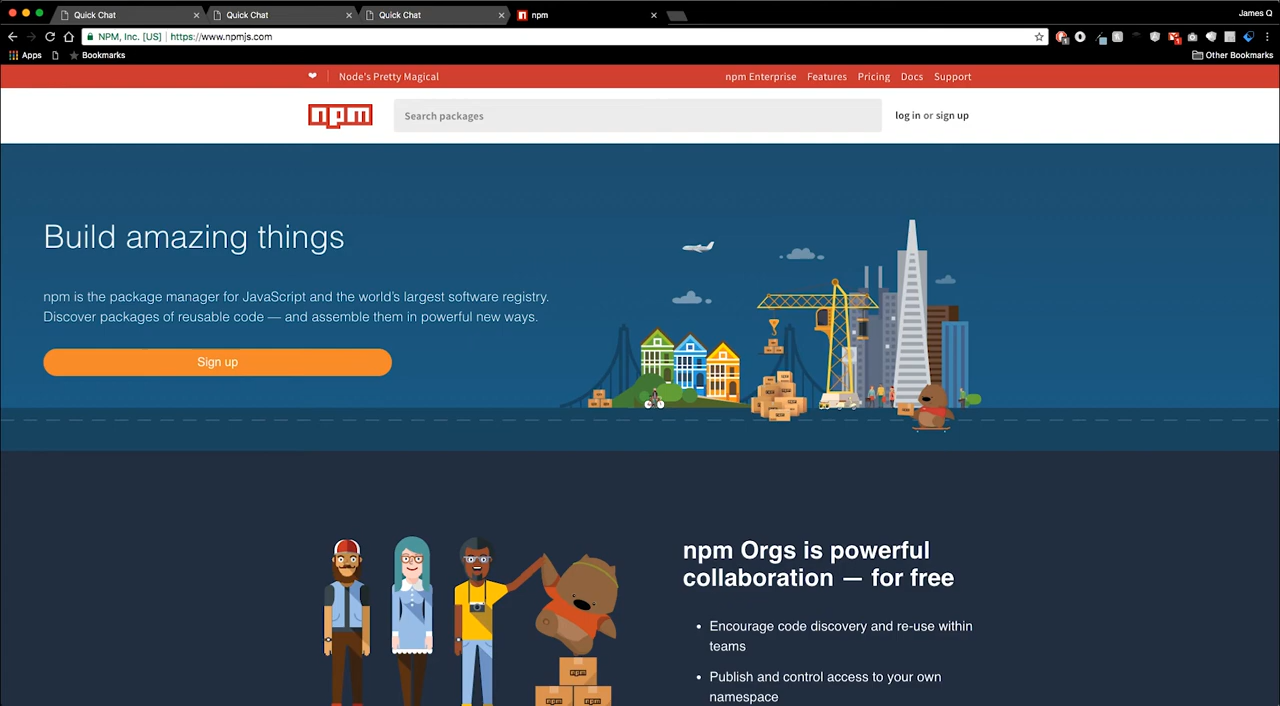 Quick Chat
Quick Chat
Quick Chat
npm
James Q
NPM, Inc. [US] | https://www.npmjs.com
Apps
Bookmarks
Other Bookmarks
❤ Node's Pretty Magical
npm Enterprise Features Pricing Docs Support
npm
Search packages
log in or sign up
Build amazing things
npm is the package manager for JavaScript and the world's largest software registry.
Discover packages of reusable code — and assemble them in powerful new ways.
Sign up
npm Orgs is powerful
collaboration — for free
• Encourage code discovery and re-use within
teams
• Publish and control access to your own
namespace
npm
npm
npm